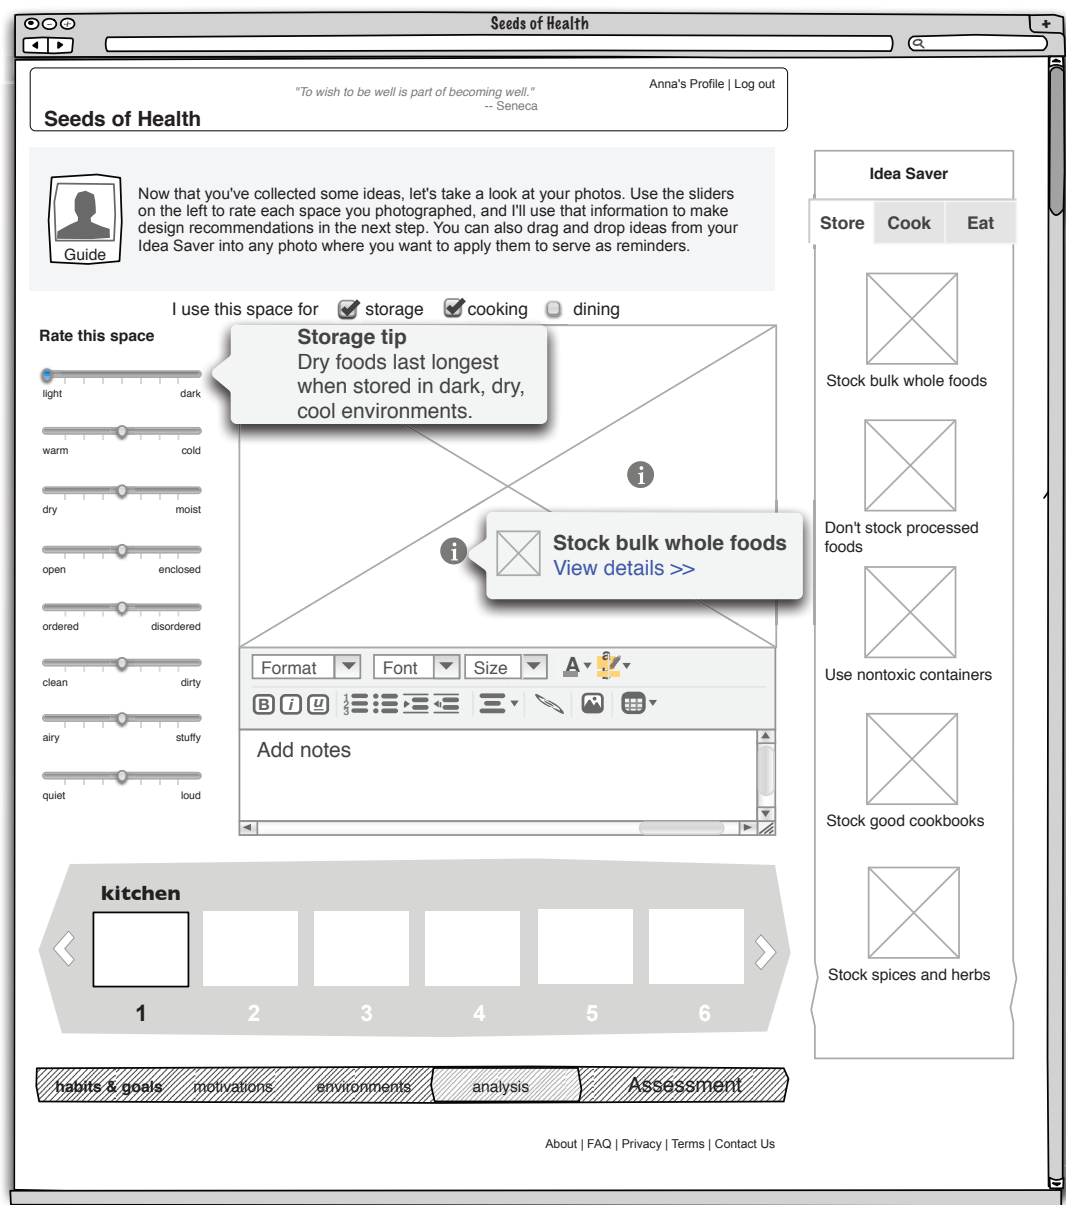 Seeds of Health
"To wish to be well is part of becoming well."
-- Seneca
Anna's Profile | Log out
Seeds of Health
Now that you've collected some ideas, let's take a look at your photos. Use the sliders
on the left to rate each space you photographed, and I'll use that information to make
design recommendations in the next step. You can also drag and drop ideas from your
Idea Saver into any photo where you want to apply them to serve as reminders.
Guide
I use this space for storage cooking dining
Rate this space
light dark
warm cold
dry moist
open enclosed
ordered disordered
clean dirty
airy stuffy
quiet loud
Storage tip
Dry foods last longest
when stored in dark, dry,
cool environments.
Stock bulk whole foods
View details >>
Format Font Size
Add notes
Idea Saver
Store Cook Eat
Stock bulk whole foods
Don't stock processed
foods
Use nontoxic containers
Stock good cookbooks
Stock spices and herbs
kitchen
1 2 3 4 5 6
habits & goals motivations environments analysis Assessment
About | FAQ | Privacy | Terms | Contact Us